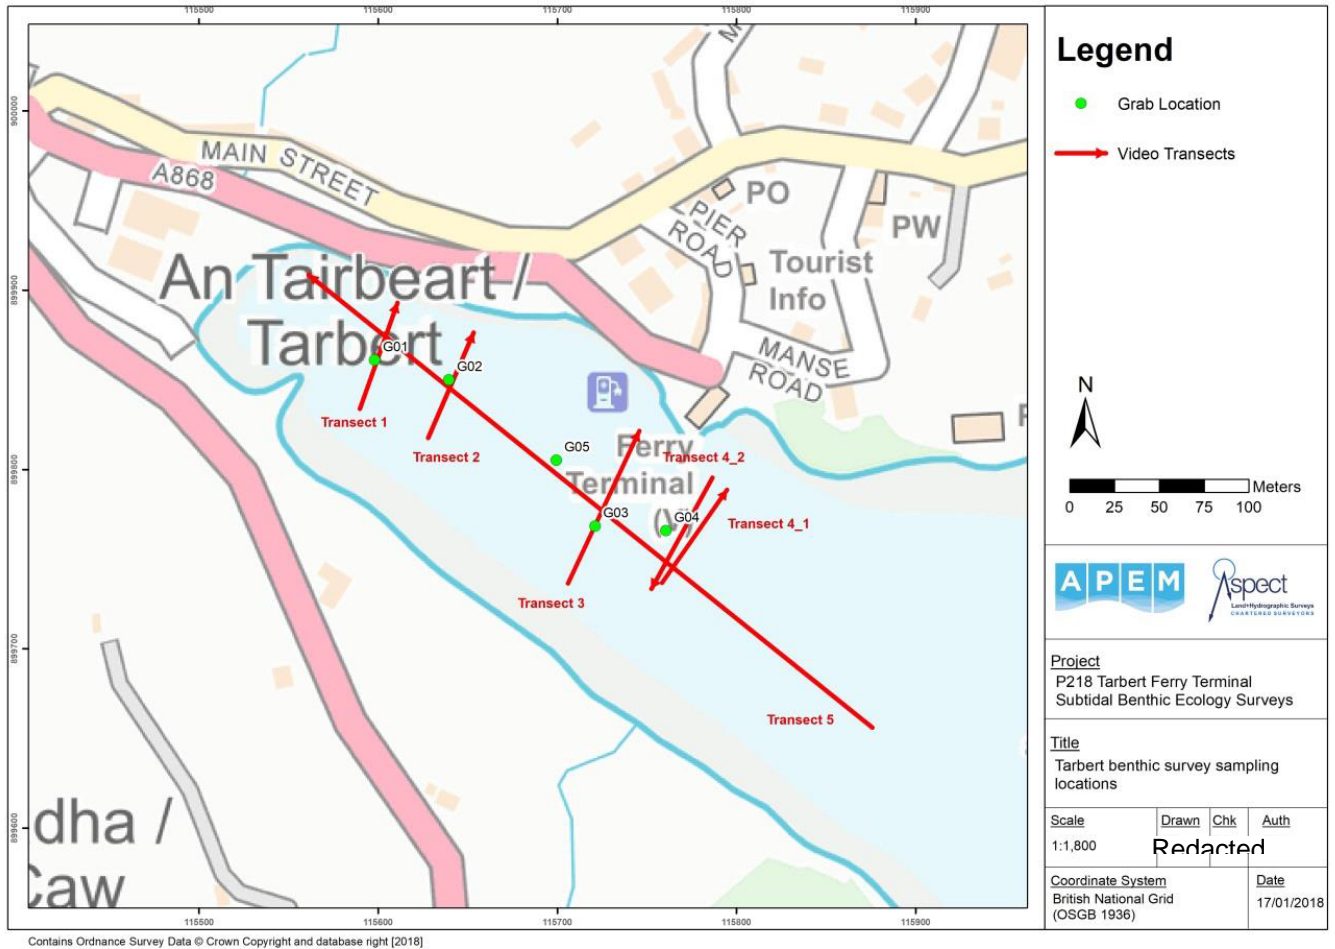 115500 115600 115700 115800 115900
900000
899900
899800
899700
899600
MAIN STREET
A868
PO
PIER
ROAD
PW
Tourist
Info
MANSE
ROAD
An Tairbeart /
Tarbert
G01
G02
Transect 1
Transect 2
G05
Ferry
Terminal
(V)
Transect 4_2
G03
G04
Transect 4_1
Transect 3
Transect 5
dha /
Caw
115500 115600 115700 115800 115900
Contains Ordnance Survey Data © Crown Copyright and database right [2018]
Legend
Grab Location
Video Transects
N
Meters
0 25 50 75 100
APEM
Aspect
Land+Hydrographic Surveys
CHARTERED SURVEYORS
Project
P218 Tarbert Ferry Terminal
Subtidal Benthic Ecology Surveys
Title
Tarbert benthic survey sampling
locations
Scale Drawn Chk Auth
1:1,800 Redacted
Coordinate System Date
British National Grid 17/01/2018
(OSGB 1936)